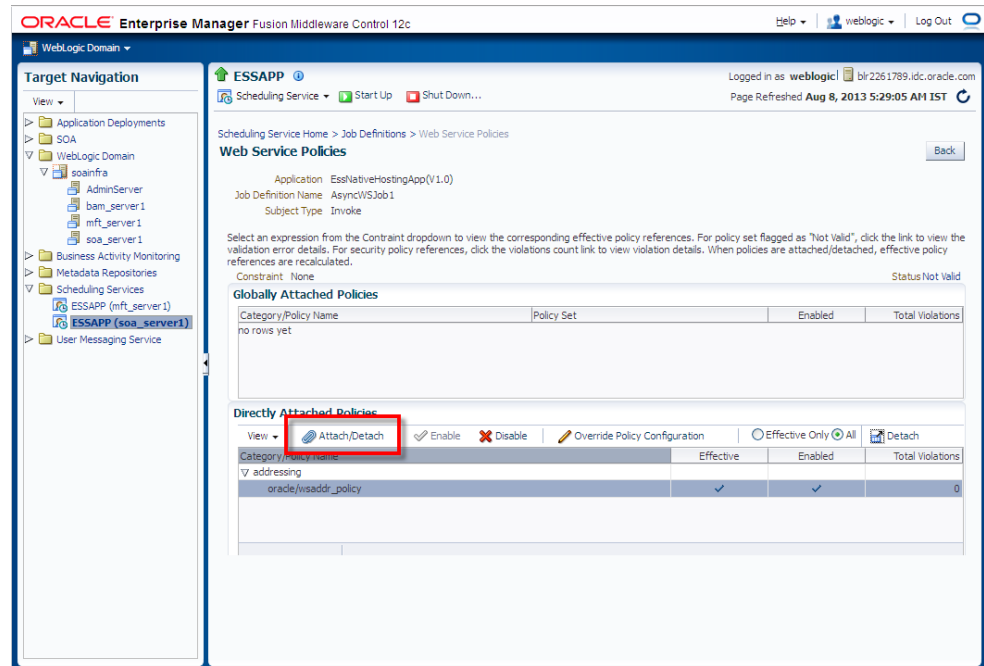 ORACLE Enterprise Manager Fusion Middleware Control 12c
Help weblogic Log Out
WebLogic Domain
Target Navigation
View
Application Deployments
SOA
WebLogic Domain
soainfra
AdminServer
bam_server1
mft_server1
soa_server1
Business Activity Monitoring
Metadata Repositories
Scheduling Services
ESSAPP (mft_server1)
ESSAPP (soa_server1)
User Messaging Service
ESSAPP
Logged in as weblogic blr2261789.idc.oracle.com
Scheduling Service Start Up Shut Down...
Page Refreshed Aug 8, 2013 5:29:05 AM IST
Scheduling Service Home > Job Definitions > Web Service Policies
Web Service Policies
Back
Application EssNativeHostingApp(V1.0)
Job Definition Name AsyncWSJob1
Subject Type Invoke
Select an expression from the Contraint dropdown to view the corresponding effective policy references. For policy set flagged as "Not Valid", click the link to view the
validation error details. For security policy references, click the violations count link to view violation details. When policies are attached/detached, effective policy
references are recalculated.
Constraint None
Status Not Valid
Globally Attached Policies
Category/Policy Name Policy Set Enabled Total Violations
no rows yet
Directly Attached Policies
View Attach/Detach Enable Disable Override Policy Configuration Effective Only All Detach
Category/Policy Name Effective Enabled Total Violations
addressing
oracle/wsaddr_policy 0